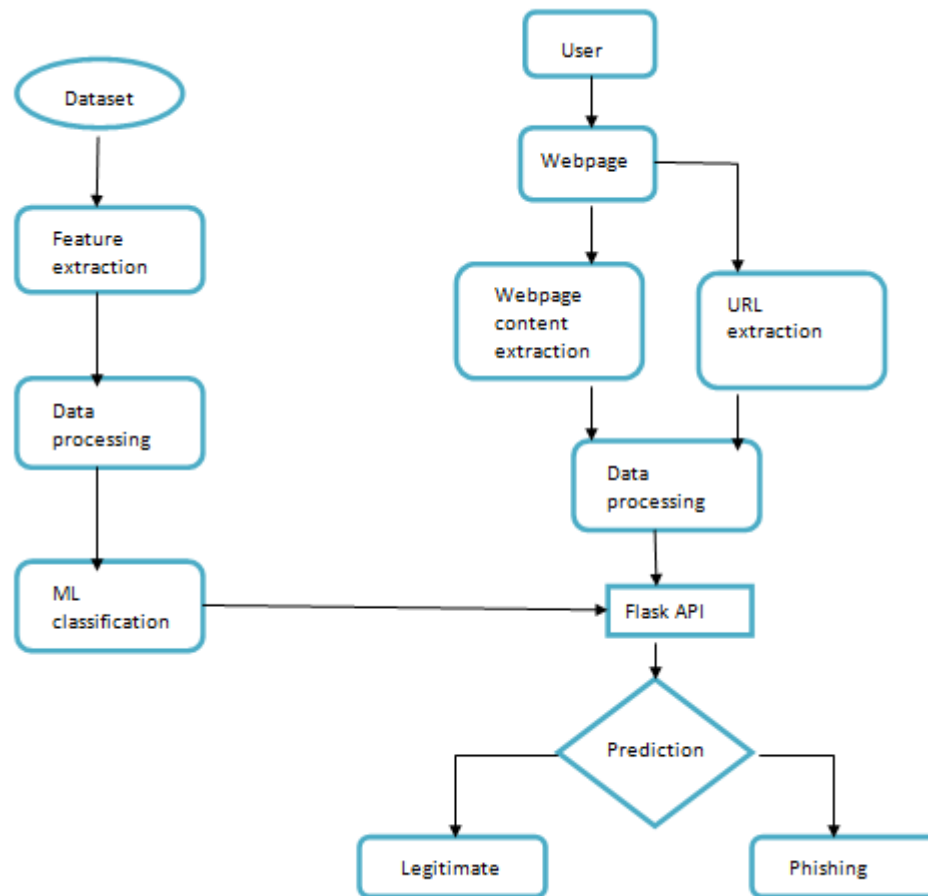 User
Dataset
Webpage
Feature
extraction
Webpage
content
extraction
URL
extraction
Data
processing
Data
processing
ML
classification
Flask API
Prediction
Legitimate
Phishing